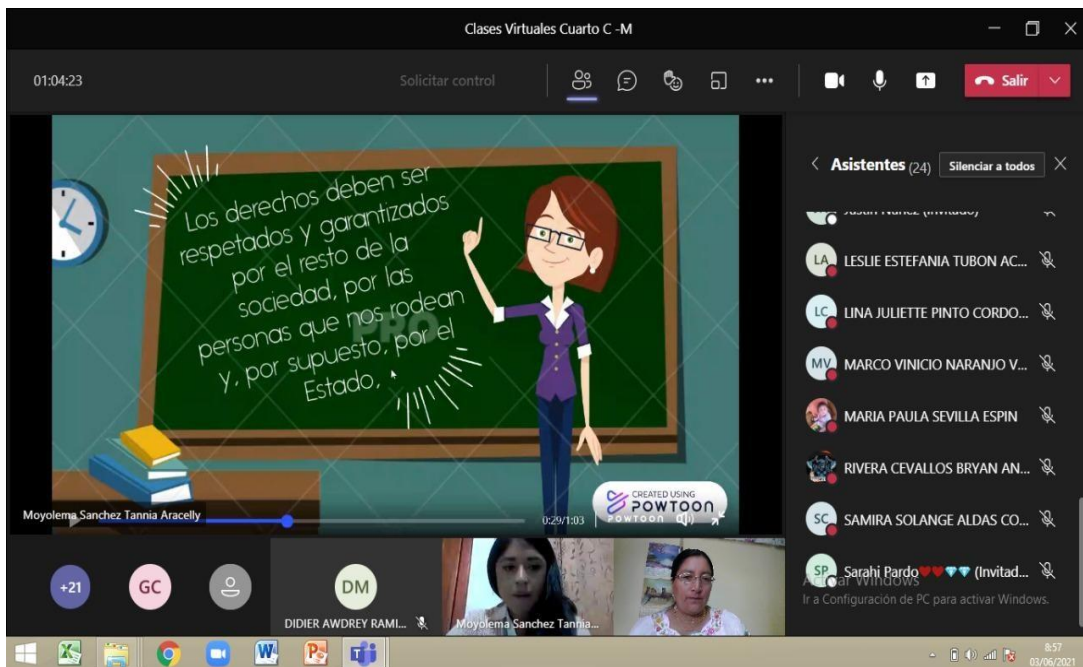 Clases Virtuales Cuarto C -M
01:04:23
Solicitar control
Salir
Los derechos deben ser
respetados y garantizados
por el resto de la
sociedad, por las
personas que nos rodean
y, por supuesto, por el
Estado,
PRO
CREATED USING
POWTOON
POWTOON
Moyolema Sanchez Tannia Aracelly
0:29/1:03
Asistentes (24)
Silenciar a todos
(Invitado)
LA LESLIE ESTEFANIA TUBON AC...
LC LINA JULIETTE PINTO CORDO...
MV MARCO VINICIO NARANJO V...
MARIA PAULA SEVILLA ESPIN
RIVERA CEVALLOS BRYAN AN...
SC SAMIRA SOLANGE ALDAS CO...
SP Sarahi Pardo❤️❤️💎💎 (Invitad...
Activar Windows
Ir a Configuración de PC para activar Windows.
+21
GC
DM
DIDIER AWDREY RAMI...
Moyolema Sanchez Tannia...
8:57
03/06/2021